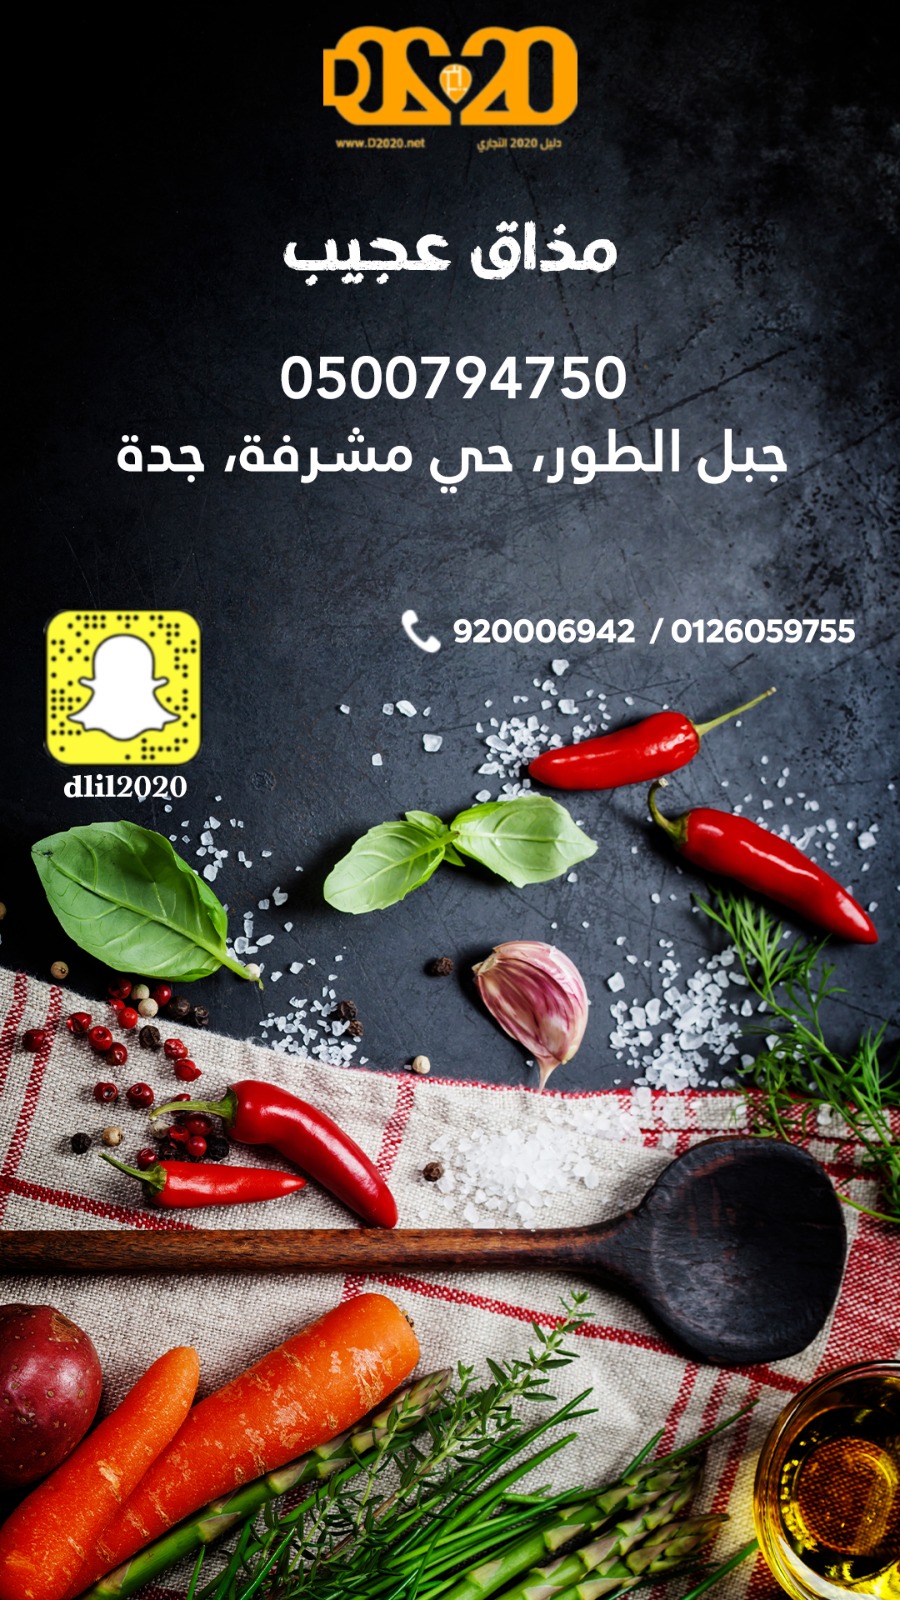 D2020
www.D2020.net دليل 2020 التجاري
مذاق عجيب
0500794750
جبل الطور، حي مشرفة، جدة
920006942 / 0126059755
dlil2020